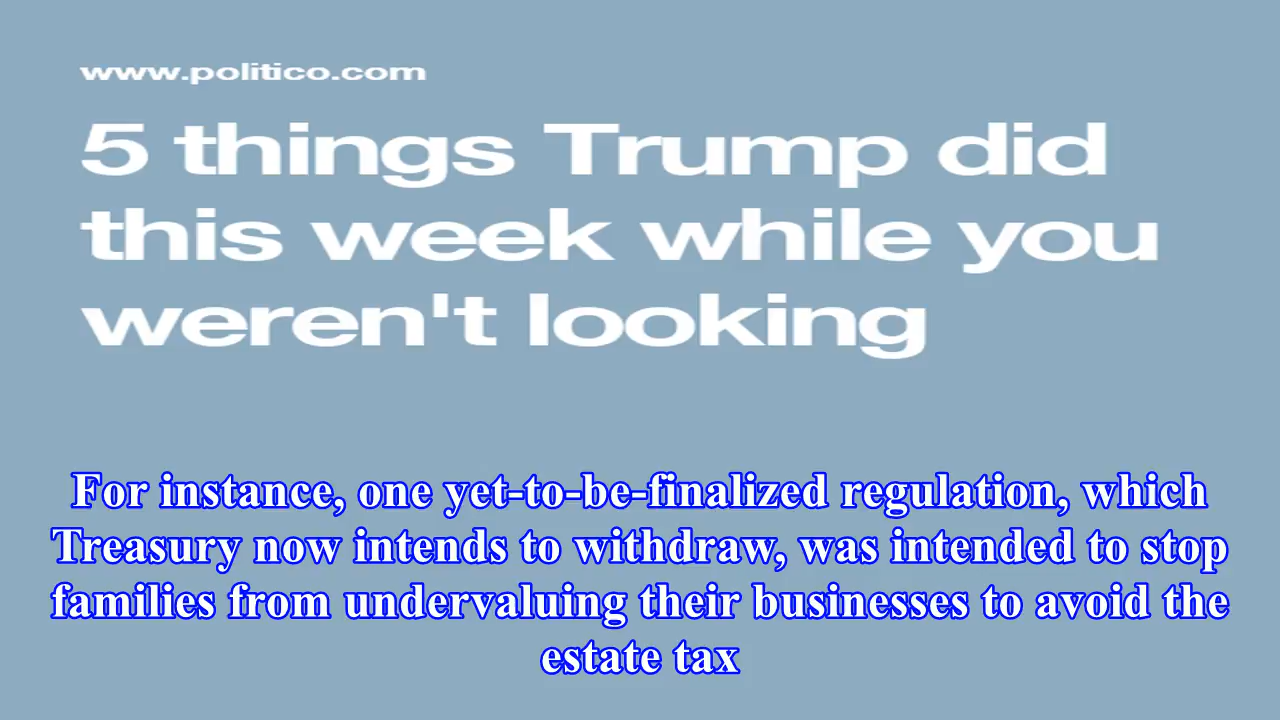 www.politico.com
5 things Trump did
this week while you
weren't looking
For instance, one yet-to-be-finalized regulation, which
Treasury now intends to withdraw, was intended to stop
families from undervaluing their businesses to avoid the
estate tax